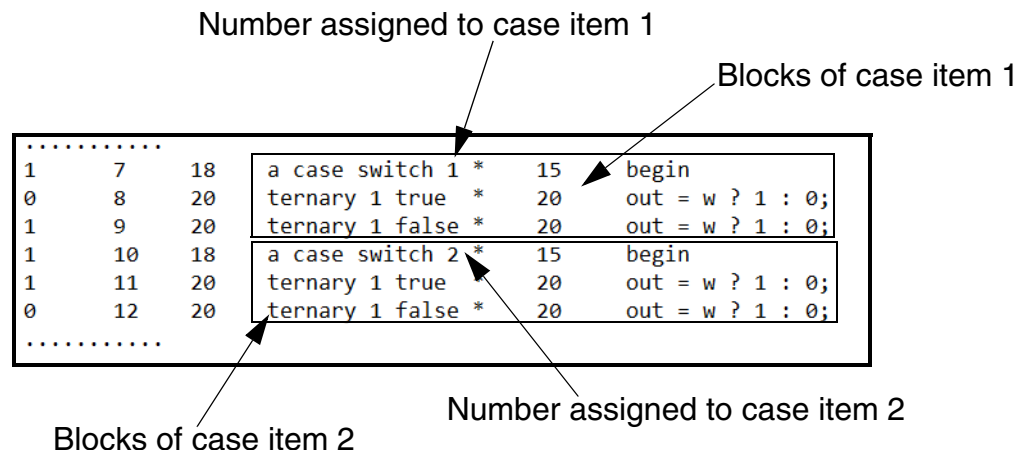 Number assigned to case item 1
Blocks of case item 1
...........
1 7 18 a case switch 1 * 15 begin
0 8 20 ternary 1 true * 20 out = w ? 1 : 0;
1 9 20 ternary 1 false * 20 out = w ? 1 : 0;
1 10 18 a case switch 2 * 15 begin
1 11 20 ternary 1 true * 20 out = w ? 1 : 0;
0 12 20 ternary 1 false * 20 out = w ? 1 : 0;
...........
Number assigned to case item 2
Blocks of case item 2